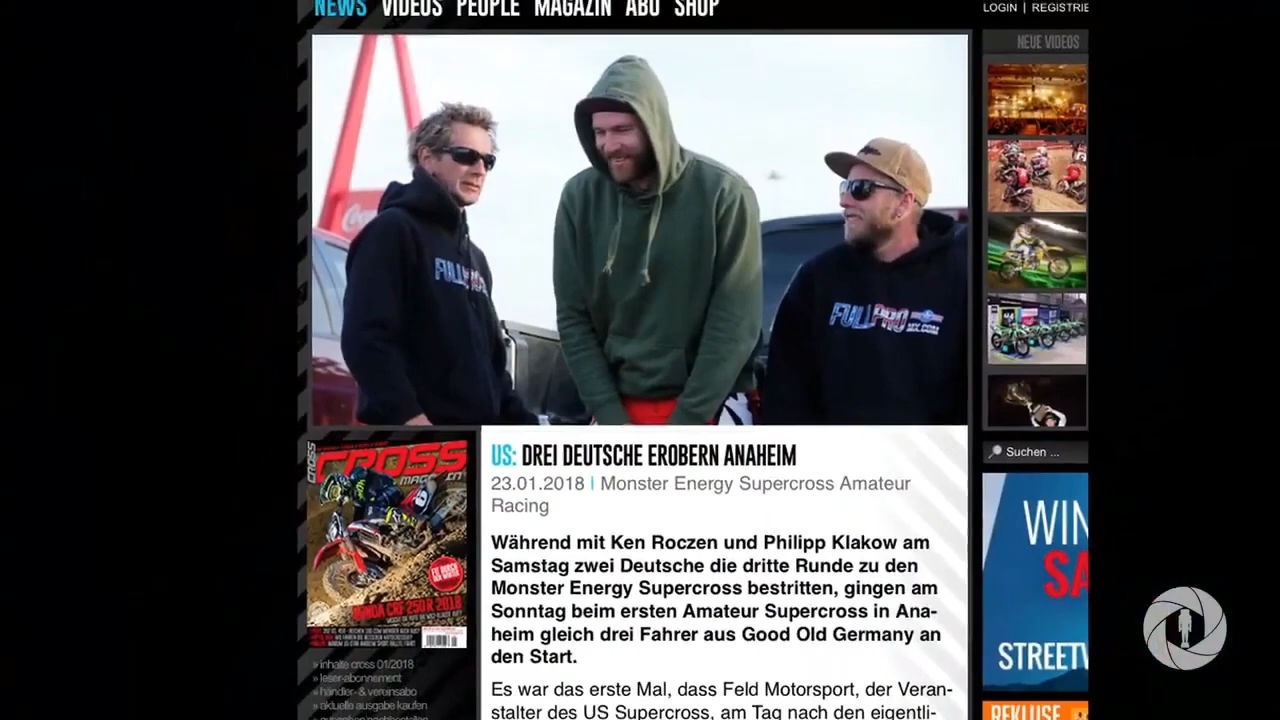 NEWS VIDEOS PEOPLE MAGAZIN ABO SHOP
LOGIN | REGISTRIE
NEUE VIDEOS
FULLPRO
FULLPRO
MX.COM
Suchen ...
CROSS
CROSS
MAGAZIN
HONDA CRF 250 R 2018
» inhalte cross 01/2018
» leser-abonnement
» händler- & vereinsabo
» aktuelle ausgabe kaufen
US: DREI DEUTSCHE EROBERN ANAHEIM
23.01.2018 | Monster Energy Supercross Amateur
Racing
Während mit Ken Roczen und Philipp Klakow am
Samstag zwei Deutsche die dritte Runde zu den
Monster Energy Supercross bestritten, gingen am
Sonntag beim ersten Amateur Supercross in Ana-
heim gleich drei Fahrer aus Good Old Germany an
den Start.
Es war das erste Mal, dass Feld Motorsport, der Veran-
stalter des US Supercross, am Tag nach den eigentli-
WIN
SA
STREETW
REKLUSE